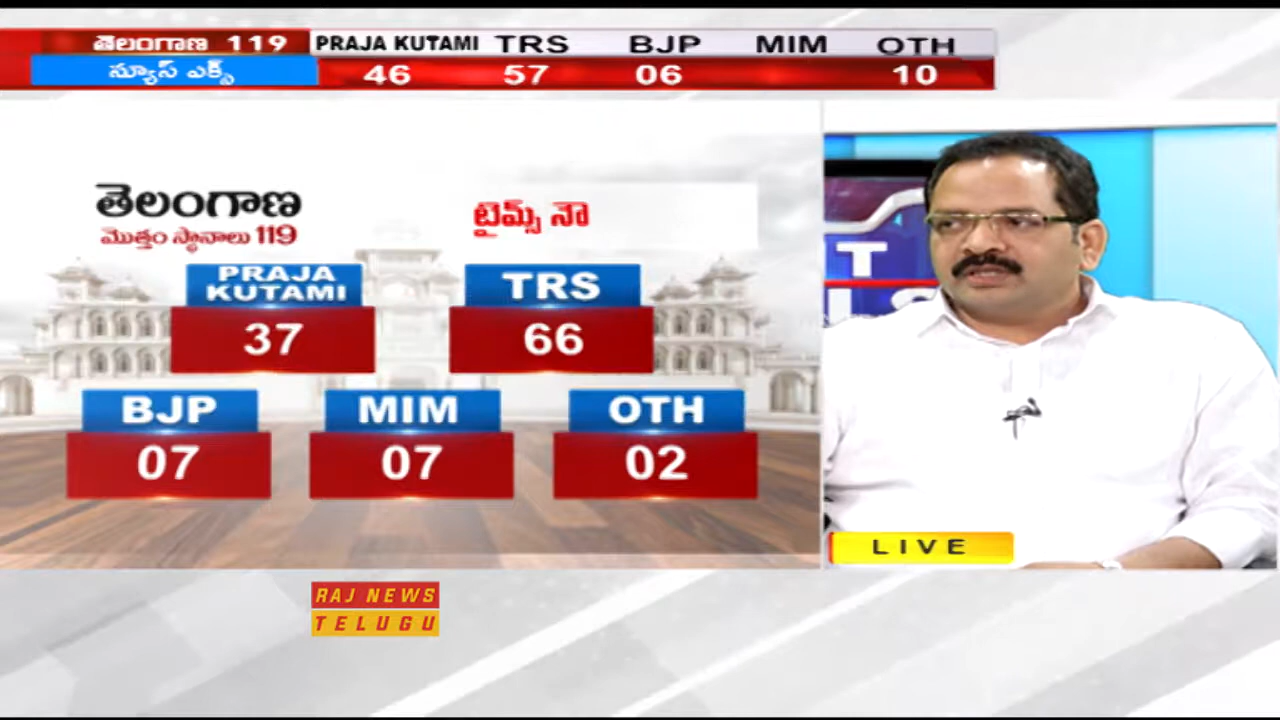 తెలంగాణ 119 PRAJA KUTAMI TRS BJP MIM OTH
న్యూస్ ఎక్స్ 46 57 06 10
తెలంగాణ
మొత్తం స్థానాలు 119
టైమ్స్ నౌ
PRAJA
KUTAMI
37
TRS
66
BJP
07
MIM
07
OTH
02
LIVE
RAJ NEWS
TELUGU